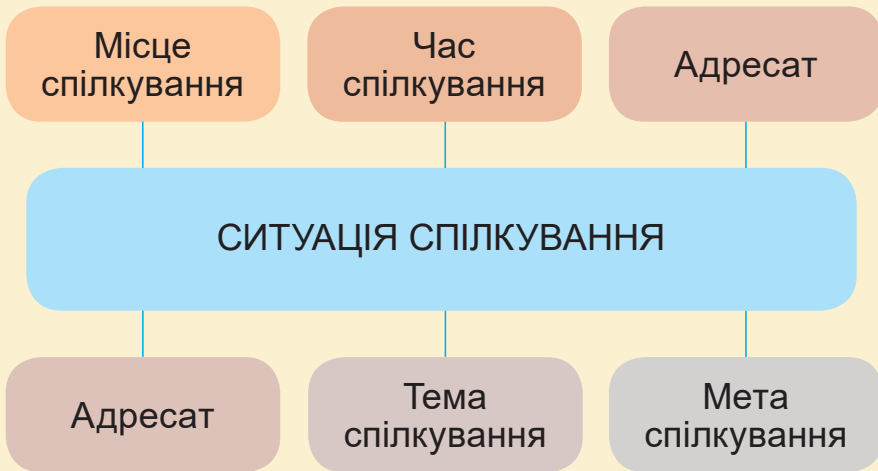 Місце
спілкування
Час
спілкування
Адресат
СИТУАЦІЯ СПІЛКУВАННЯ
Адресат
Тема
спілкування
Мета
спілкування